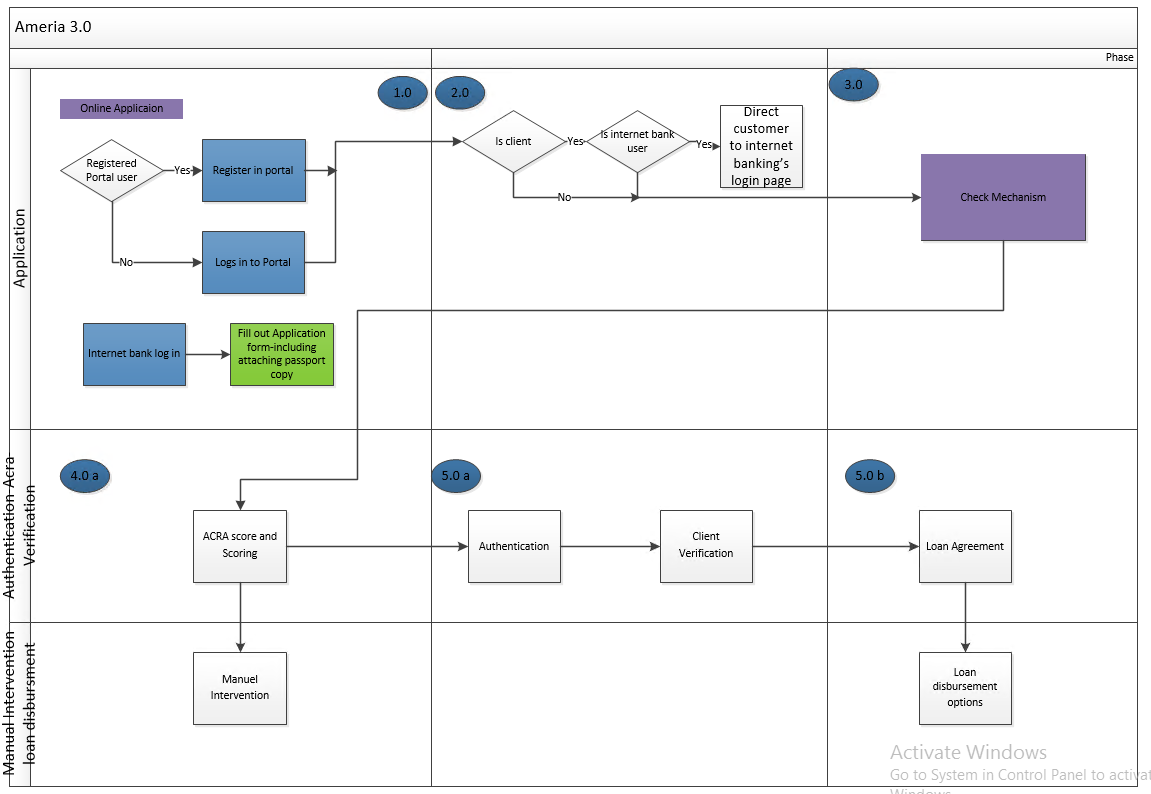 Ameria 3.0
Phase
Application
1.0
2.0
3.0
Online Applicaion
Registered
Portal user
Yes
Register in portal
No
Logs in to Portal
Is client
Yes
Is internet bank
user
Yes
Direct
customer
to internet
banking's
login page
No
Check Mechanism
Internet bank log in
Fill out Application
form-including
attaching passport
copy
Authentication-Acra
Verification
4.0 a
5.0 a
5.0 b
ACRA score and
Scoring
Authentication
Client
Verification
Loan Agreement
Manual Intervention
loan disbursment
Manuel
Intervention
Loan
disbursement
options
Activate Windows
Go to System in Control Panel to activat
Windows